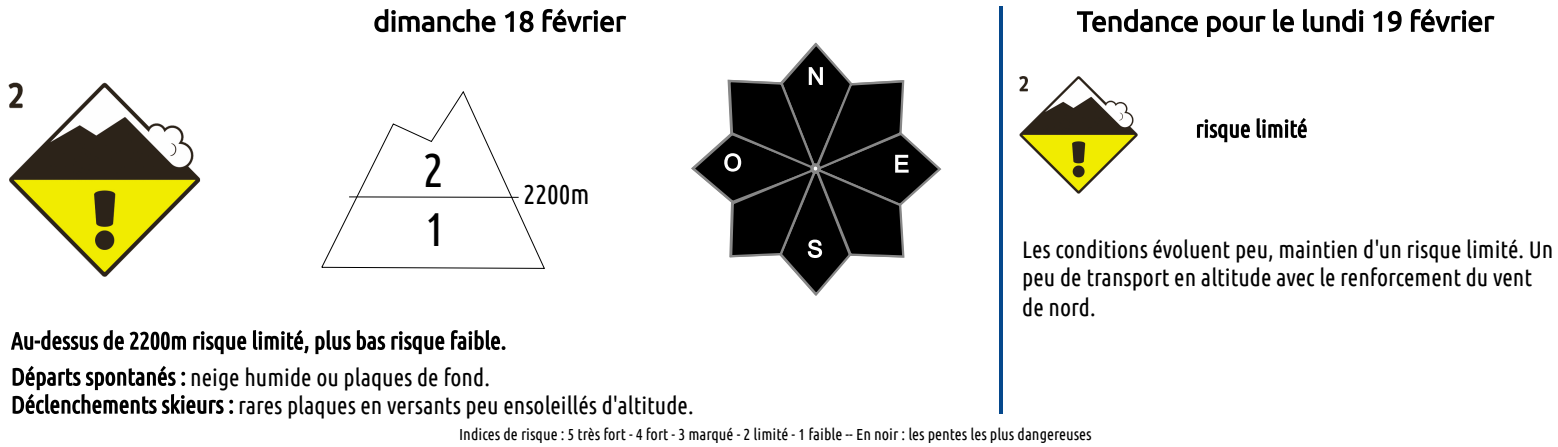 dimanche 18 février
2
2
2200m
1
N
O
E
S
Au-dessus de 2200m risque limité, plus bas risque faible.
Départs spontanés : neige humide ou plaques de fond.
Déclenchements skieurs : rares plaques en versants peu ensoleillés d'altitude.
Tendance pour le lundi 19 février
2
risque limité
Les conditions évoluent peu, maintien d'un risque limité. Un
peu de transport en altitude avec le renforcement du vent
de nord.
Indices de risque : 5 très fort - 4 fort - 3 marqué - 2 limité - 1 faible -- En noir : les pentes les plus dangereuses